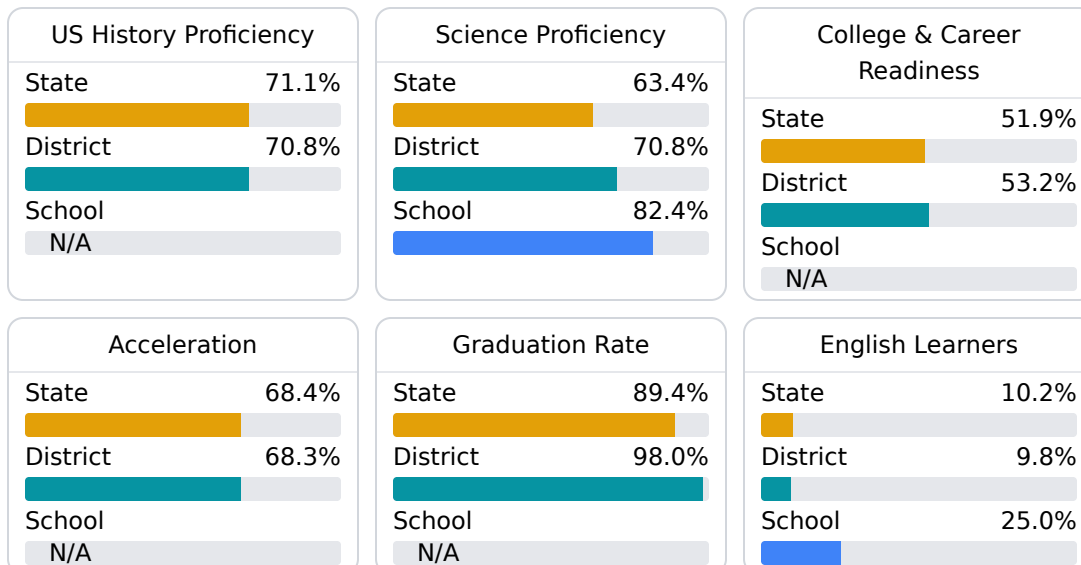 US History Proficiency
State 71.1%
District 70.8%
School
N/A
Science Proficiency
State 63.4%
District 70.8%
School 82.4%
College & Career
Readiness
State 51.9%
District 53.2%
School
N/A
Acceleration
State 68.4%
District 68.3%
School
N/A
Graduation Rate
State 89.4%
District 98.0%
School
N/A
English Learners
State 10.2%
District 9.8%
School 25.0%